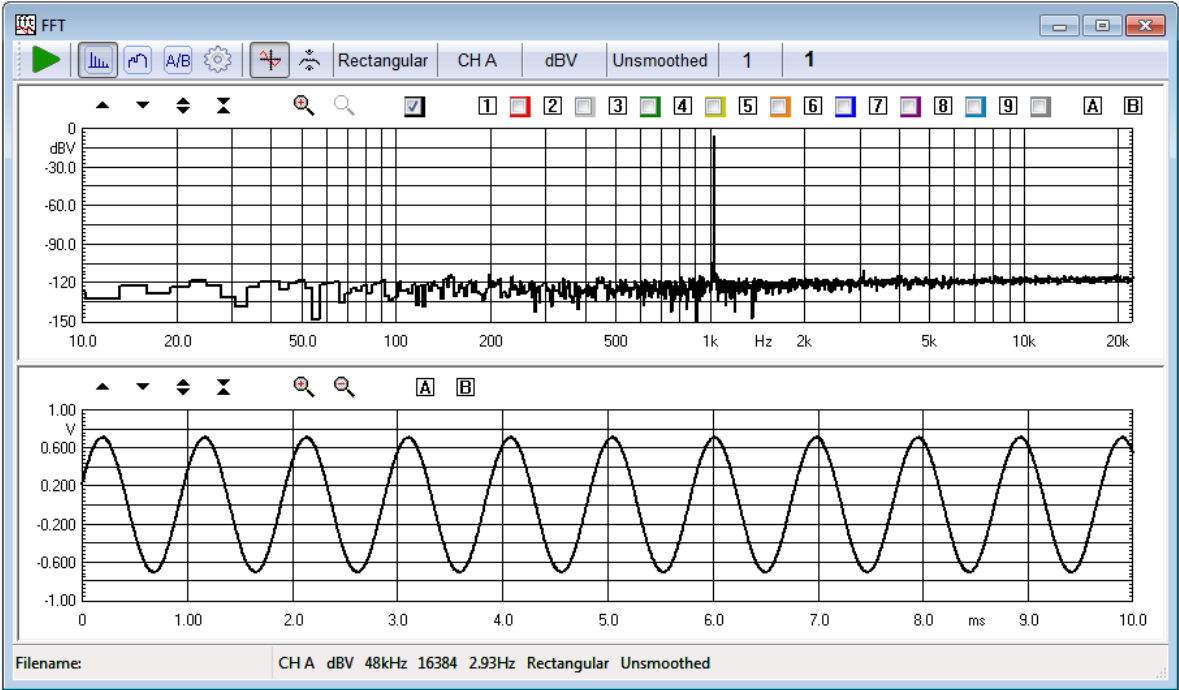 FFT
A/B Rectangular CH A dBV Unsmoothed 1 1
1 2 3 4 5 6 7 8 9 A B
0
dBV
-30.0
-60.0
-90.0
-120
-150
10.0 20.0 50.0 100 200 500 1k Hz 2k 5k 10k 20k
A B
1.00
V
0.600
0.200
-0.200
-0.600
-1.00
0 1.00 2.0 3.0 4.0 5.0 6.0 7.0 8.0 ms 9.0 10.0
Filename: CH A dBV 48kHz 16384 2.93Hz Rectangular Unsmoothed